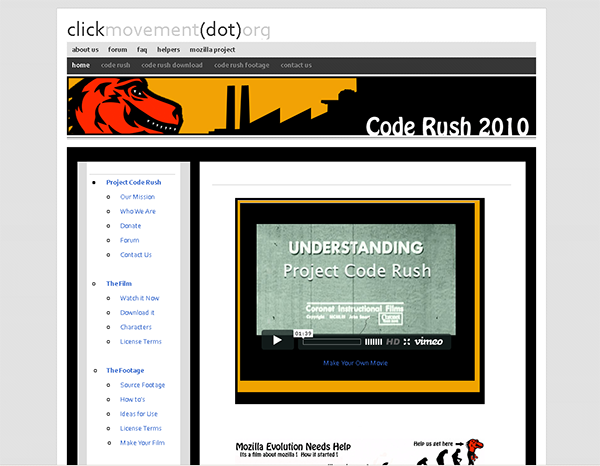 clickmovement(dot)org
about us forum faq helpers mozilla project
home code rush code rush download code rush footage contact us
Code Rush 2010
Project Code Rush
Our Mission
Who We Are
Donate
Forum
Contact Us
The Film
Watch it Now
Download it
Characters
License Terms
The Footage
Source Footage
How to's
Ideas for Use
License Terms
Make Your Film
UNDERSTANDING
Project Code Rush
Coronet Instructional Films
Coronet
01:39
HD vimeo
Make Your Own Movie
Mozilla Evolution Needs Help
Its a film about mozilla ! How it started !
Help us get here